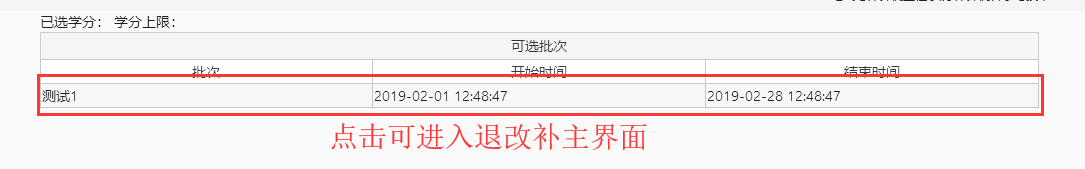 已选学分： 学分上限：
可选批次
批次 开始时间 结束时间
测试1 2019-02-01 12:48:47 2019-02-28 12:48:47
点击可进入退改补主界面